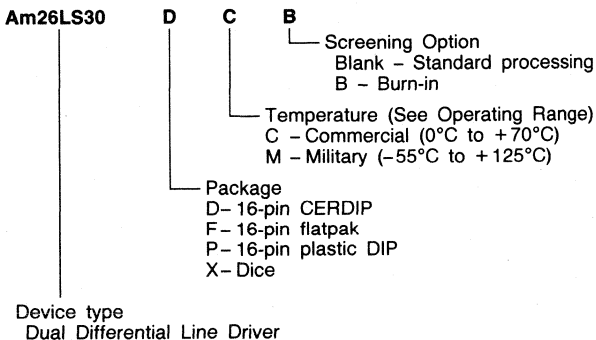 Am26LS30 D C B
Screening Option
Blank – Standard processing
B – Burn-in
Temperature (See Operating Range)
C – Commercial (0°C to +70°C)
M – Military (–55°C to +125°C)
Package
D– 16-pin CERDIP
F – 16-pin flatpak
P – 16-pin plastic DIP
X– Dice
Device type
Dual Differential Line Driver